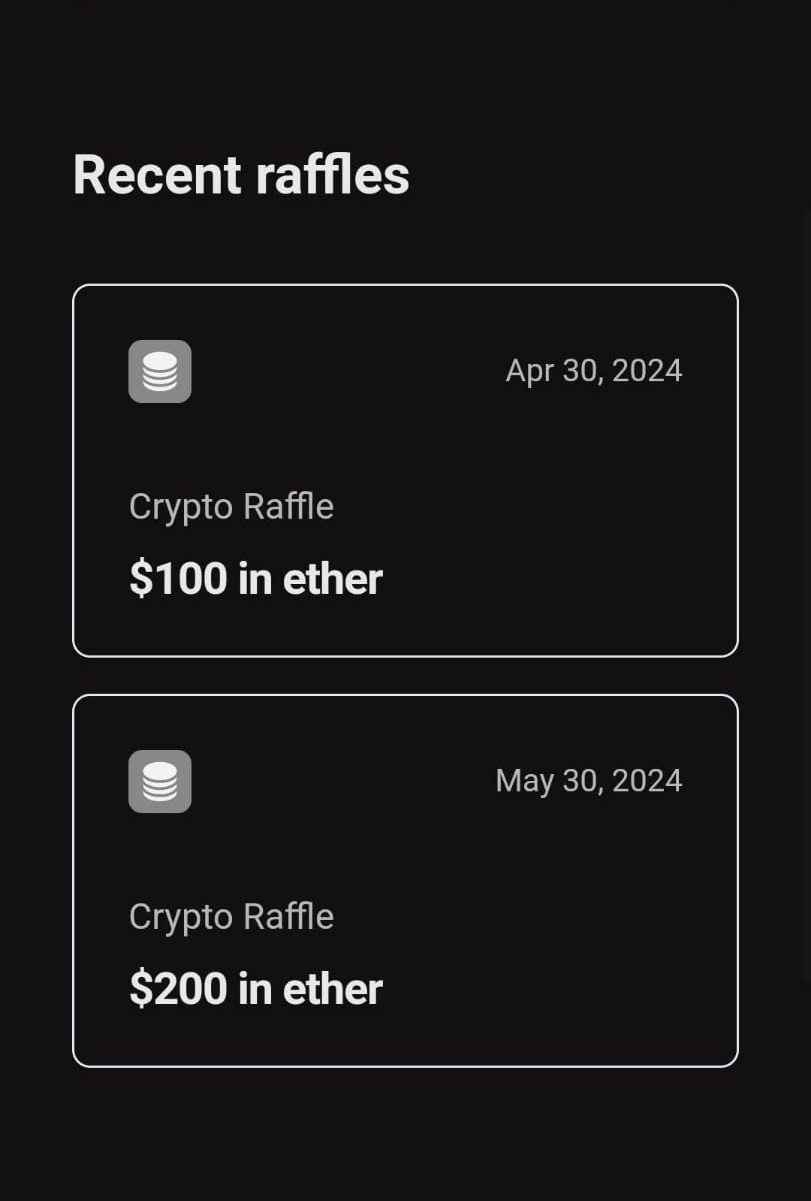 Recent raffles
Apr 30, 2024
Crypto Raffle
$100 in ether
May 30, 2024
Crypto Raffle
$200 in ether